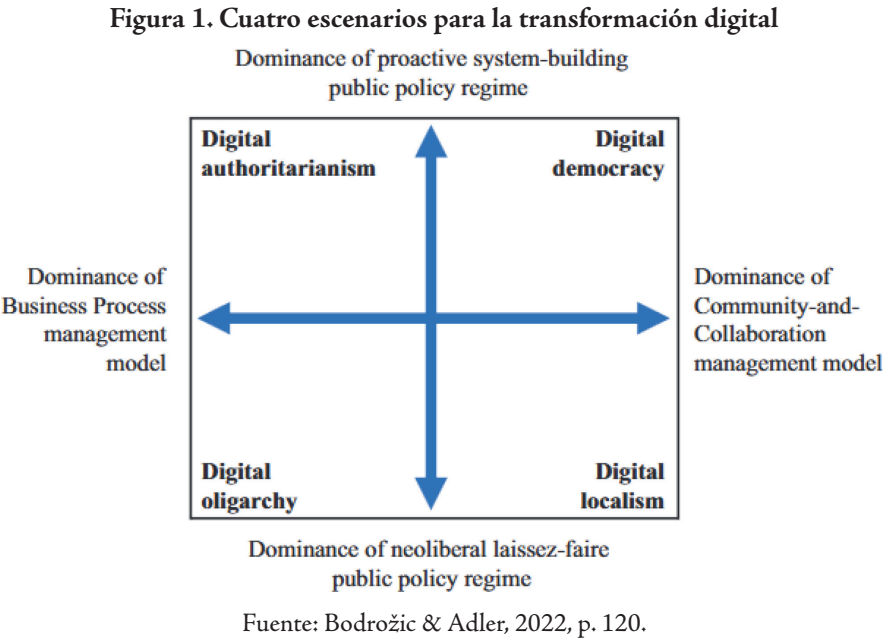 Figura 1. Cuatro escenarios para la transformación digital
Dominance of proactive system-building
public policy regime
Digital
authoritarianism
Digital
democracy
Dominance of
Business Process
management
model
Dominance of
Community-and-
Collaboration
management model
Digital
oligarchy
Digital
localism
Dominance of neoliberal laissez-faire
public policy regime
Fuente: Bodrožic & Adler, 2022, p. 120.